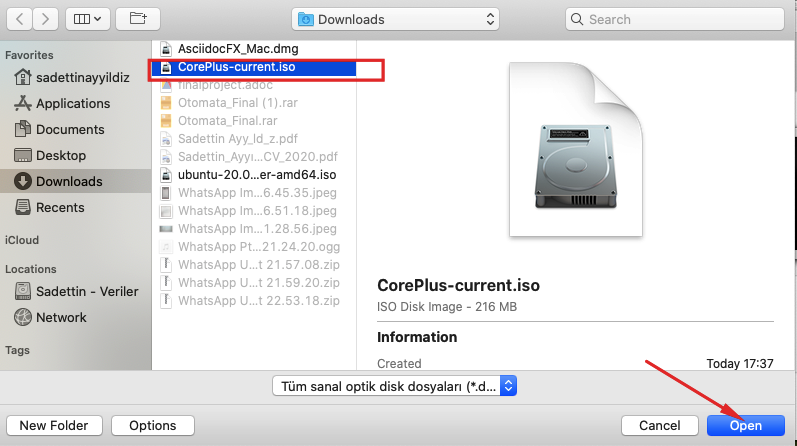 Downloads
Search
Favorites
sadettinayyildiz
Applications
Documents
Desktop
Downloads
Recents
iCloud
Locations
Sadettin - Veriler
Network
Tags
AsciidocFX_Mac.dmg
CorePlus-current.iso
finalproject.adoc
Otomata_Final (1).rar
Otomata_Final.rar
Sadettin Ayy_ld_z.pdf
Sadettin_Ayyı...CV_2020.pdf
ubuntu-20.0...er-amd64.iso
WhatsApp Im...6.45.35.jpeg
WhatsApp Im...6.51.18.jpeg
WhatsApp Im...1.28.56.jpeg
WhatsApp Pt...21.24.20.ogg
WhatsApp U...t 21.57.08.zip
WhatsApp U...t 21.59.20.zip
WhatsApp U...t 22.53.18.zip
CorePlus-current.iso
ISO Disk Image - 216 MB
Information
Created Today 17:37
Tüm sanal optik disk dosyaları (*.d...
New Folder
Options
Cancel
Open